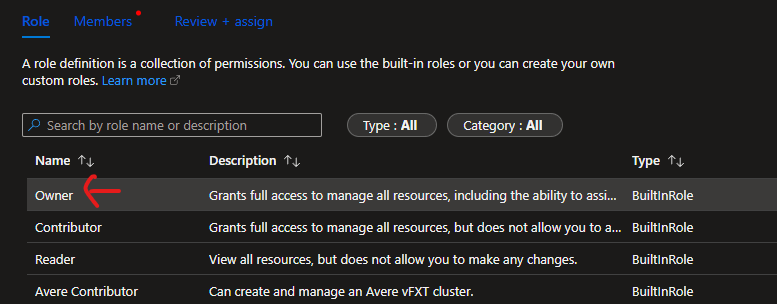 Role Members Review + assign
A role definition is a collection of permissions. You can use the built-in roles or you can create your own
custom roles. Learn more
Search by role name or description Type : All Category : All
Name Description Type
Owner Grants full access to manage all resources, including the ability to assi... BuiltInRole
Contributor Grants full access to manage all resources, but does not allow you to a... BuiltInRole
Reader View all resources, but does not allow you to make any changes. BuiltInRole
Avere Contributor Can create and manage an Avere vFXT cluster. BuiltInRole